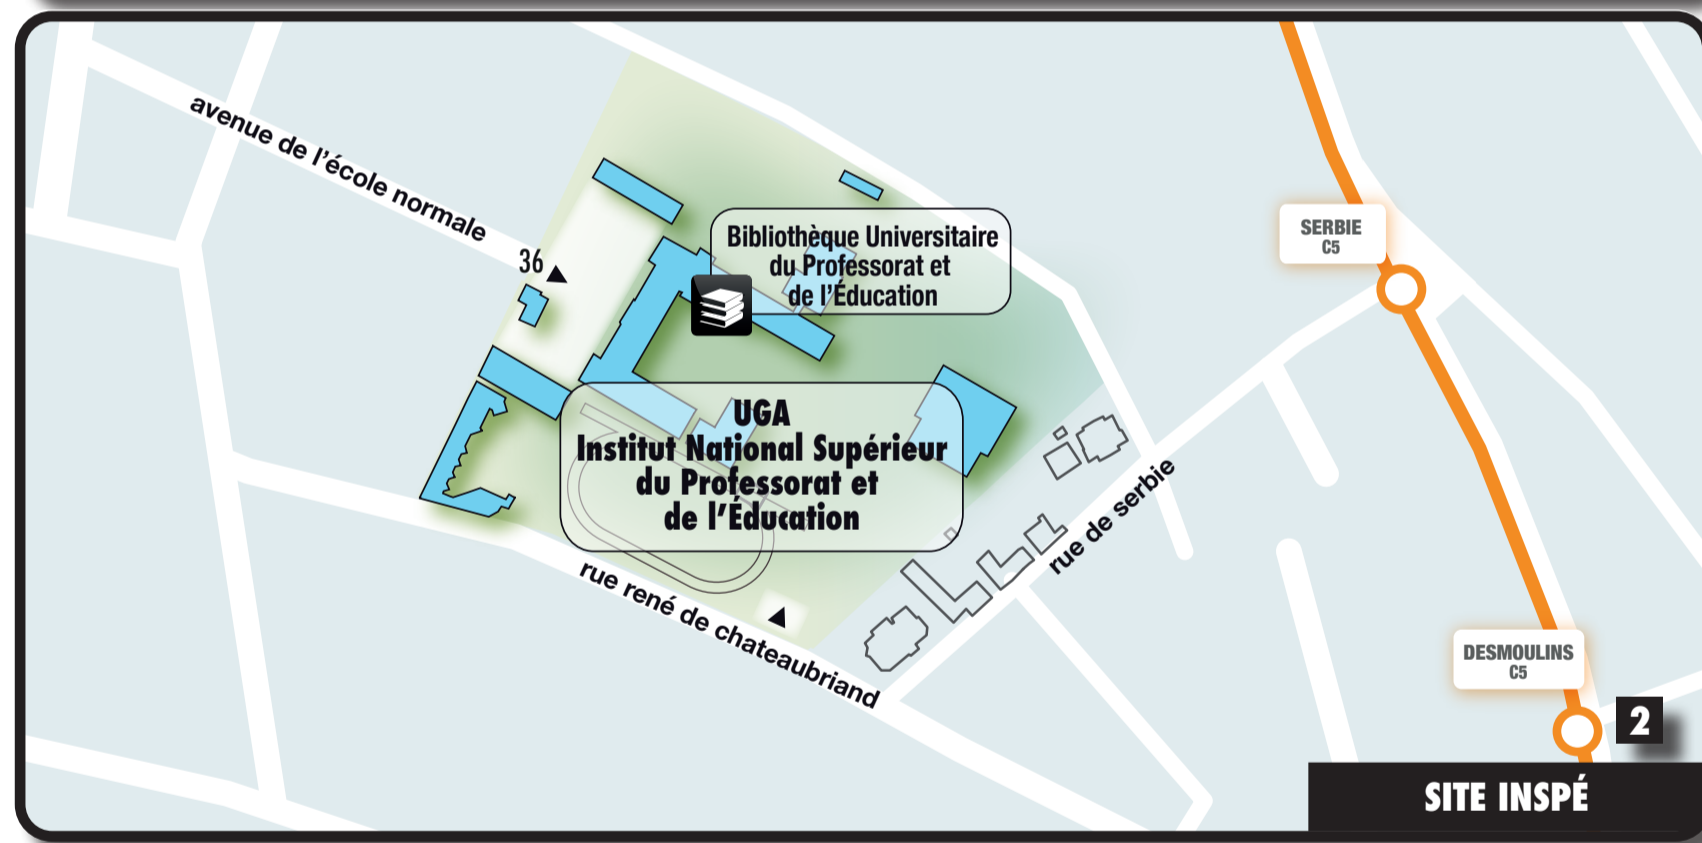 avenue de l'école normale
36
Bibliothèque Universitaire
du Professorat et
de l'Éducation
SERBIE
C5
UGA
Institut National Supérieur
du Professorat et
de l'Éducation
rue de serbie
rue rené de chateaubriand
DESMOULINS
C5
2
SITE INSPÉ